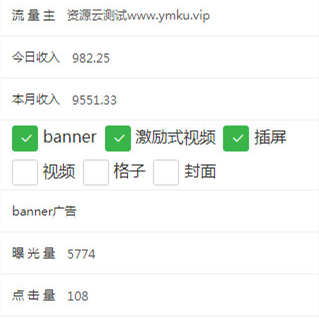 流 量 主 资源云测试www.ymku.vip
今日收入 982.25
本月收入 9551.33
banner 激励式视频 插屏
视频 格子 封面
banner广告
曝 光 量 5774
点 击 量 108